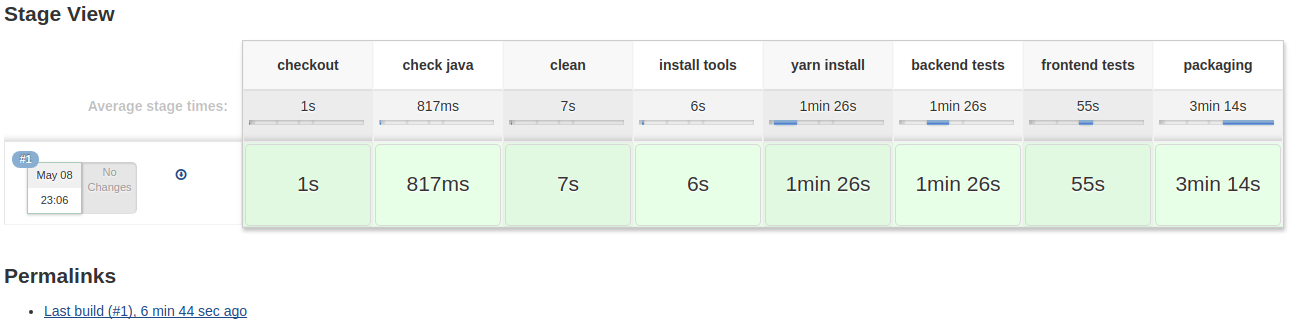 Stage View
checkout check java clean install tools yarn install backend tests frontend tests packaging
Average stage times: 1s 817ms 7s 6s 1min 26s 1min 26s 55s 3min 14s
#1
May 08 No Changes
23:06
1s 817ms 7s 6s 1min 26s 1min 26s 55s 3min 14s
Permalinks
Last build (#1), 6 min 44 sec ago